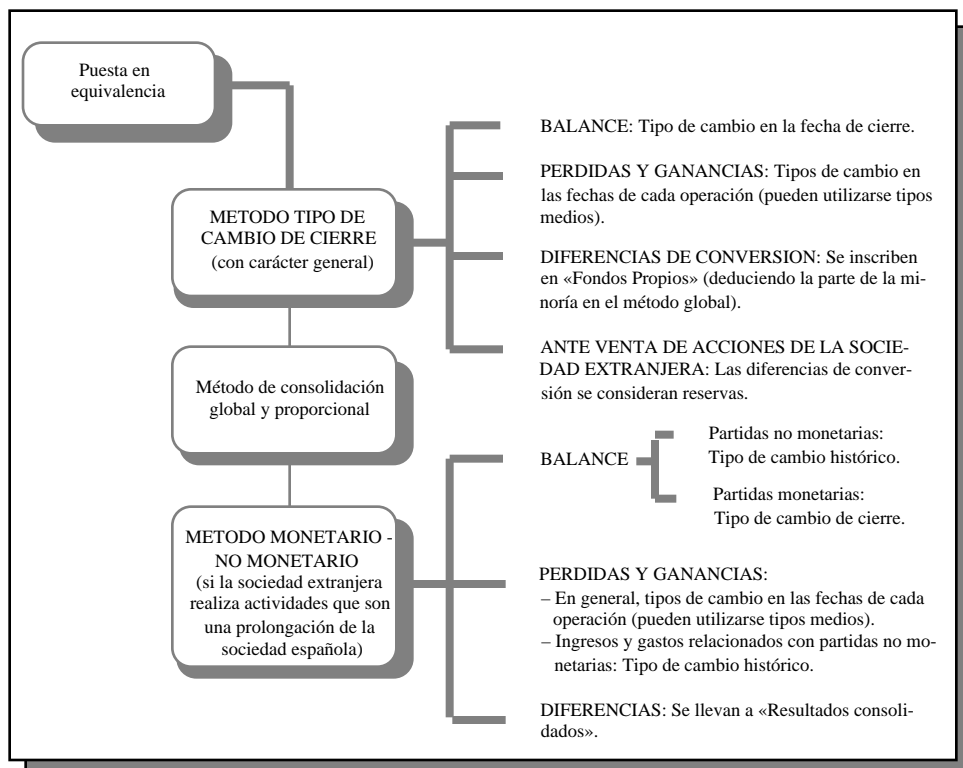 Puesta en
equivalencia
METODO TIPO DE
CAMBIO DE CIERRE
(con carácter general)
BALANCE: Tipo de cambio en la fecha de cierre.
PERDIDAS Y GANANCIAS: Tipos de cambio en
las fechas de cada operación (pueden utilizarse tipos
medios).
DIFERENCIAS DE CONVERSION: Se inscriben
en «Fondos Propios» (deduciendo la parte de la mi-
noría en el método global).
ANTE VENTA DE ACCIONES DE LA SOCIE-
DAD EXTRANJERA: Las diferencias de conver-
sión se consideran reservas.
Método de consolidación
global y proporcional
METODO MONETARIO -
NO MONETARIO
(si la sociedad extranjera
realiza actividades que son
una prolongación de la
sociedad española)
BALANCE
Partidas no monetarias:
Tipo de cambio histórico.
Partidas monetarias:
Tipo de cambio de cierre.
PERDIDAS Y GANANCIAS:
– En general, tipos de cambio en las fechas de cada
operación (pueden utilizarse tipos medios).
– Ingresos y gastos relacionados con partidas no mo-
netarias: Tipo de cambio histórico.
DIFERENCIAS: Se llevan a «Resultados consoli-
dados».